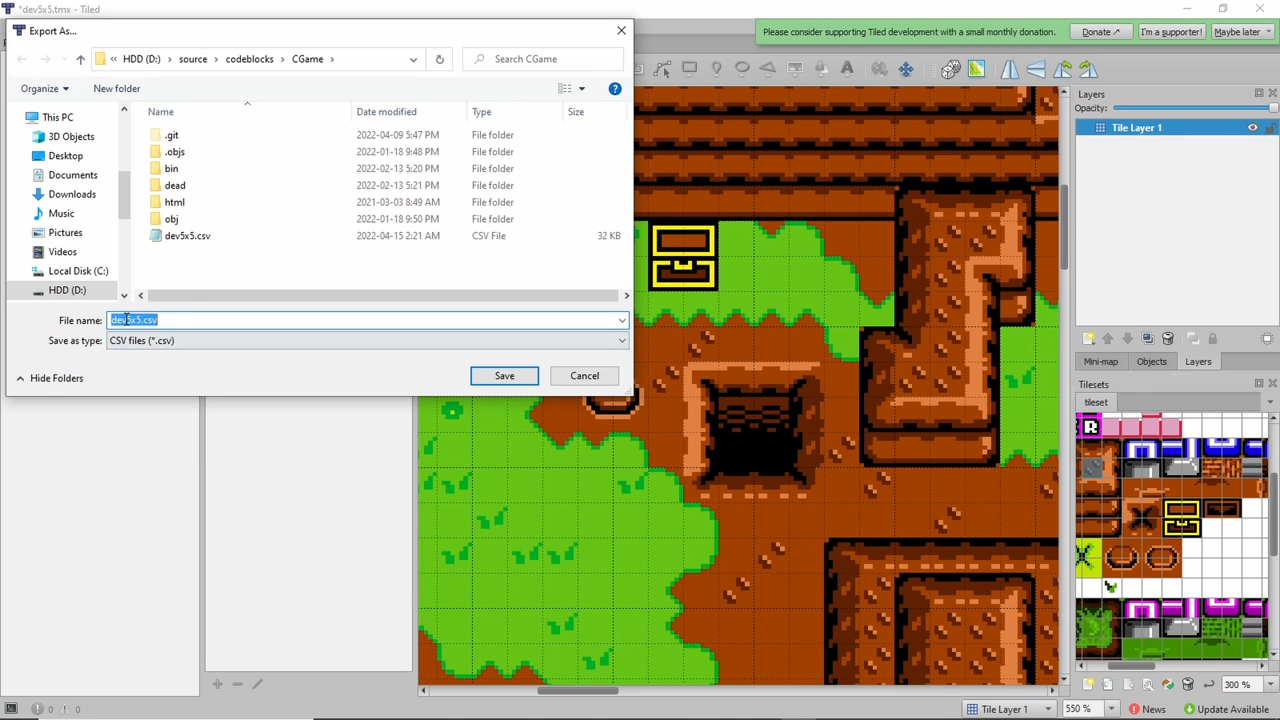 *dev5x5.tmx - Tiled
Export As...
HDD (D:) › source › codeblocks › CGame ›
Search CGame
Please consider supporting Tiled development with a small monthly donation.
Donate ↗
I'm a supporter!
Maybe later
Organize
New folder
Name
Date modified
Type
Size
This PC
3D Objects
Desktop
Documents
Downloads
Music
Pictures
Videos
Local Disk (C:)
HDD (D:)
.git 2022-04-09 5:47 PM File folder
.objs 2022-01-18 9:48 PM File folder
bin 2022-02-13 5:20 PM File folder
dead 2022-02-13 5:21 PM File folder
html 2021-03-03 8:49 AM File folder
obj 2022-01-18 9:50 PM File folder
dev5x5.csv 2022-04-15 2:21 AM CSV File 32 KB
File name: dev5x5.csv
Save as type: CSV files (*.csv)
Hide Folders
Save
Cancel
Layers
Opacity:
Tile Layer 1
Mini-map
Objects
Layers
Tilesets
tileset
R
300 %
0
0
Tile Layer 1
550 %
News
Update Available